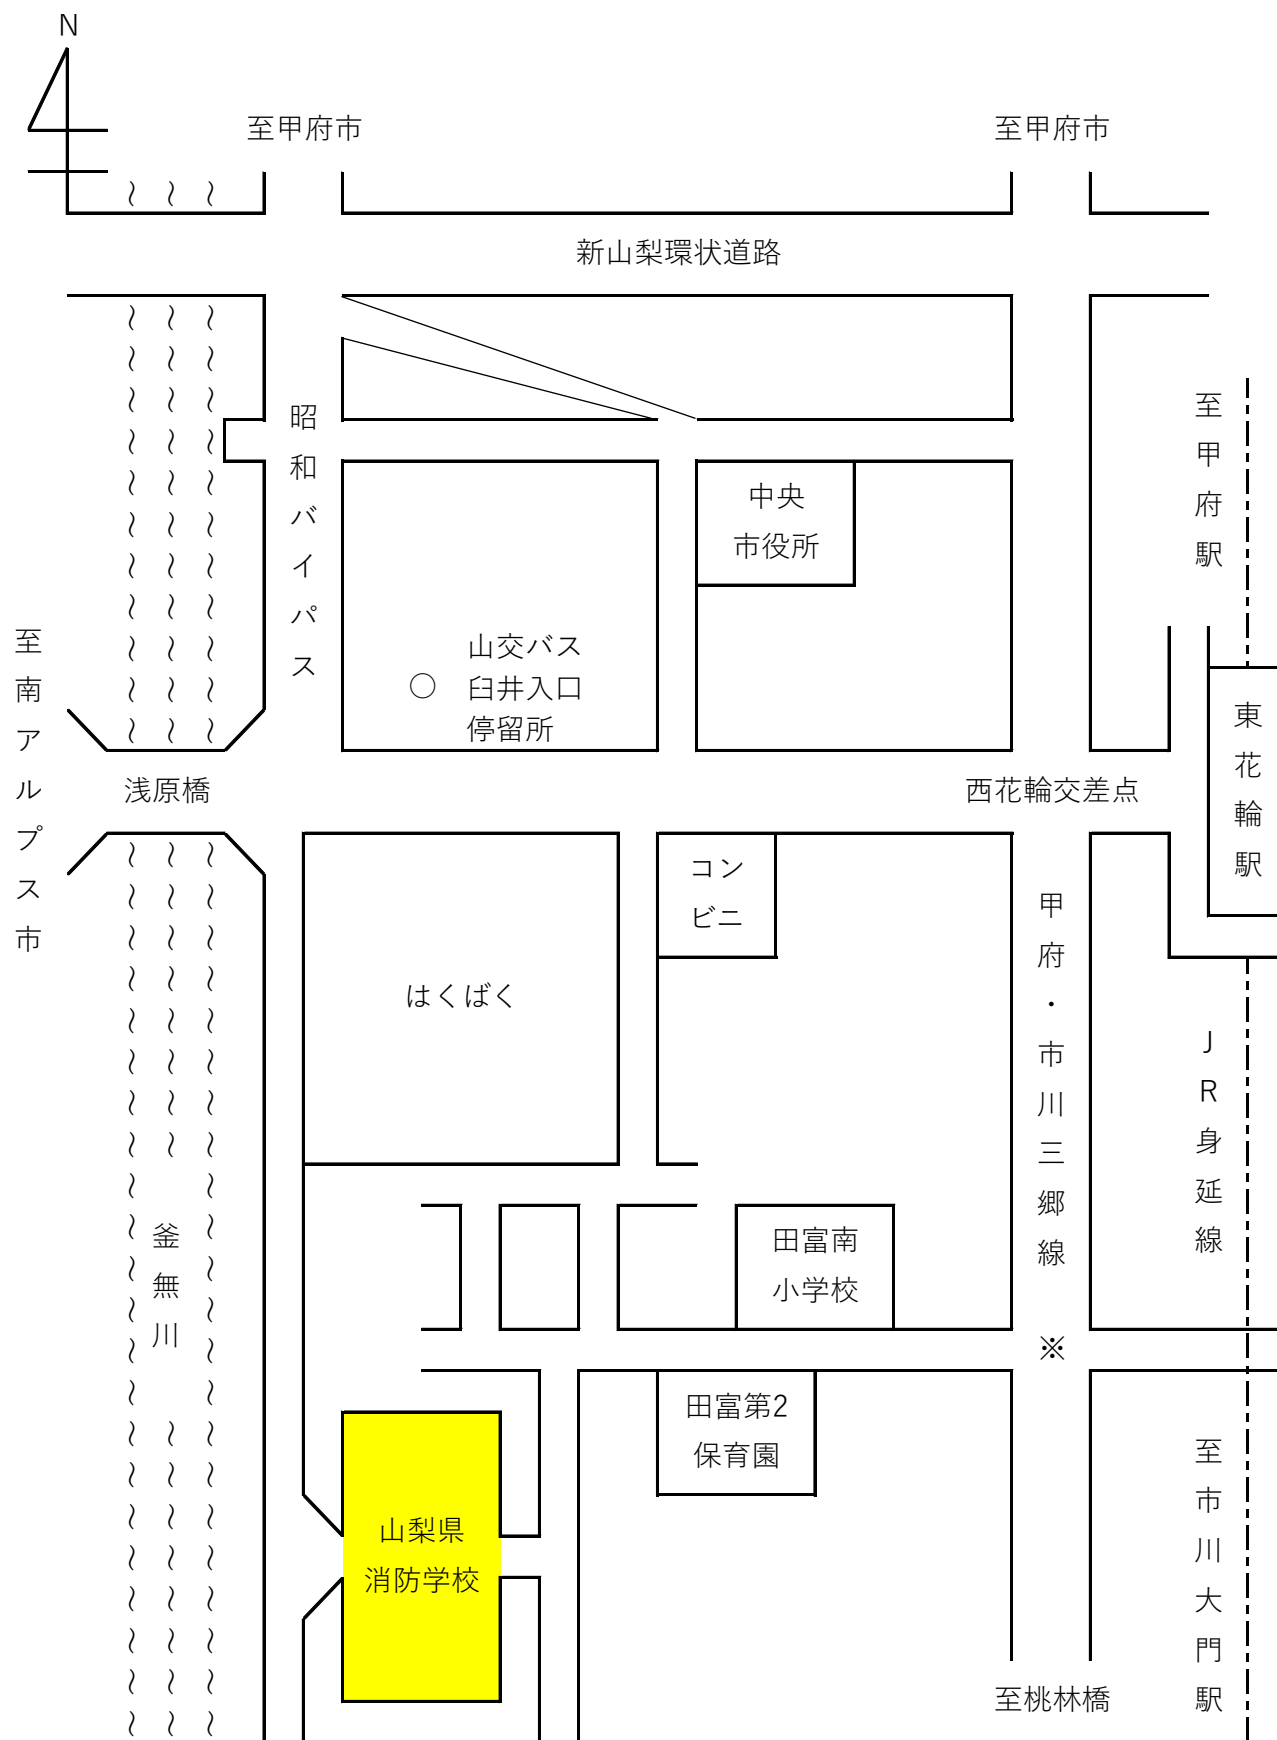 N
至甲府市
至甲府市
新山梨環状道路
昭和バイパス
至甲府駅
中央
市役所
山交バス
臼井入口
停留所
至南アルプス市
東花輪駅
浅原橋
西花輪交差点
コン
ビニ
甲府・市川三郷線
はくばく
JR身延線
釜無川
田富南
小学校
※
田富第2
保育園
至市川大門駅
山梨県
消防学校
至桃林橋